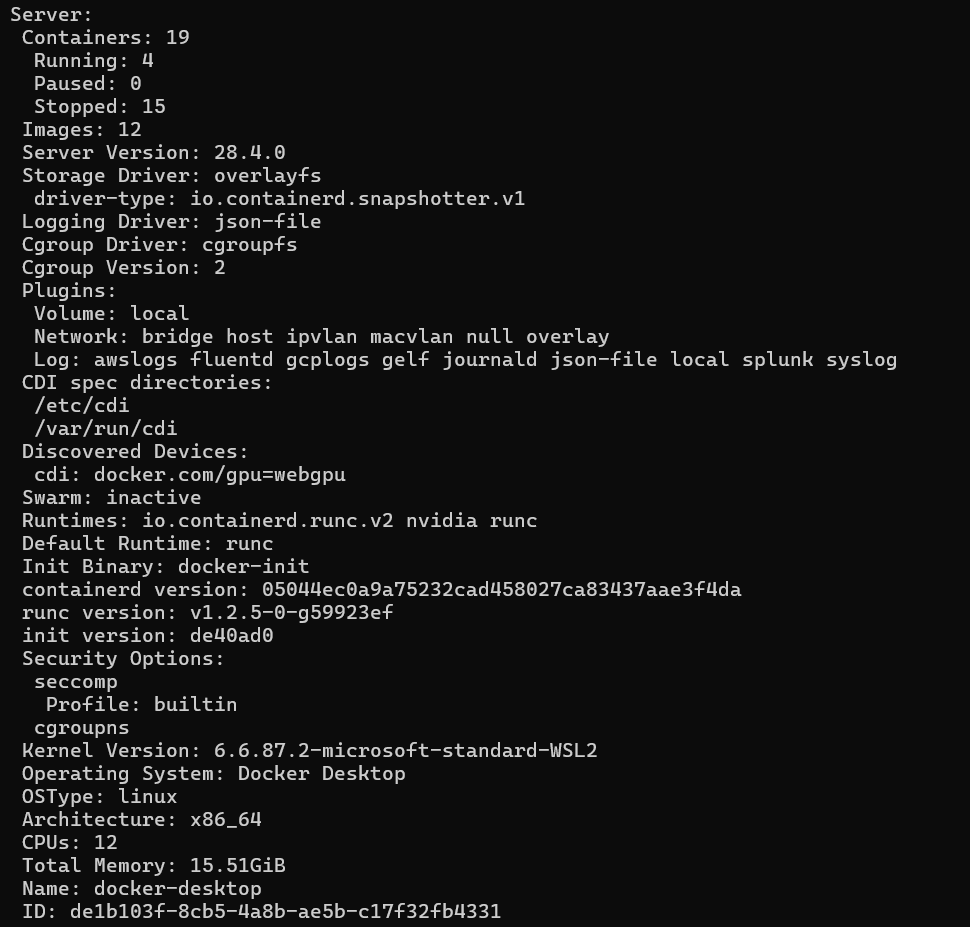 Server:
 Containers: 19
  Running: 4
  Paused: 0
  Stopped: 15
 Images: 12
 Server Version: 28.4.0
 Storage Driver: overlayfs
  driver-type: io.containerd.snapshotter.v1
 Logging Driver: json-file
 Cgroup Driver: cgroupfs
 Cgroup Version: 2
 Plugins:
  Volume: local
  Network: bridge host ipvlan macvlan null overlay
  Log: awslogs fluentd gcplogs gelf journald json-file local splunk syslog
 CDI spec directories:
  /etc/cdi
  /var/run/cdi
 Discovered Devices:
  cdi: docker.com/gpu=webgpu
 Swarm: inactive
 Runtimes: io.containerd.runc.v2 nvidia runc
 Default Runtime: runc
 Init Binary: docker-init
 containerd version: 05044ec0a9a75232cad458027ca83437aae3f4da
 runc version: v1.2.5-0-g59923ef
 init version: de40ad0
 Security Options:
  seccomp
   Profile: builtin
  cgroupns
 Kernel Version: 6.6.87.2-microsoft-standard-WSL2
 Operating System: Docker Desktop
 OSType: linux
 Architecture: x86_64
 CPUs: 12
 Total Memory: 15.51GiB
 Name: docker-desktop
 ID: de1b103f-8cb5-4a8b-ae5b-c17f32fb4331